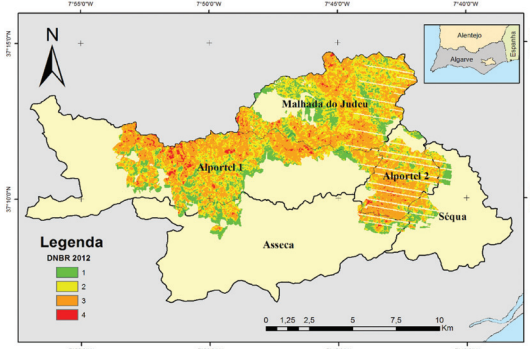 7°55'0"W 7°50'0"W 7°45'0"W 7°40'0"W
37°15'0"N
N
Alentejo
Algarve
Espanha
Malhada do Judeu
Alportel 1
Alportel 2
37°10'0"N
Séqua
Asseca
Legenda
DNBR 2012
1
2
3
4
0 1,25 2,5 5 7,5 10
Km